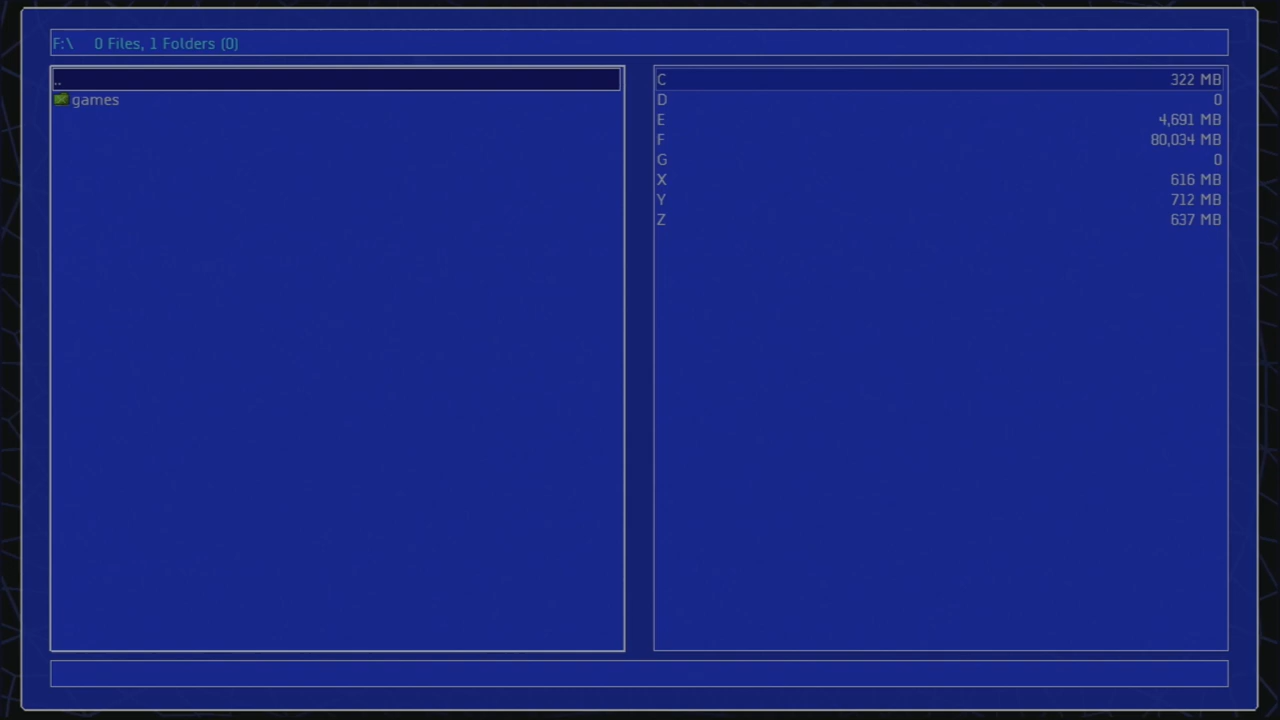 F:\ 0 Files, 1 Folders (0)
..
games
C 322 MB
D 0
E 4,691 MB
F 80,034 MB
G 0
X 616 MB
Y 712 MB
Z 637 MB